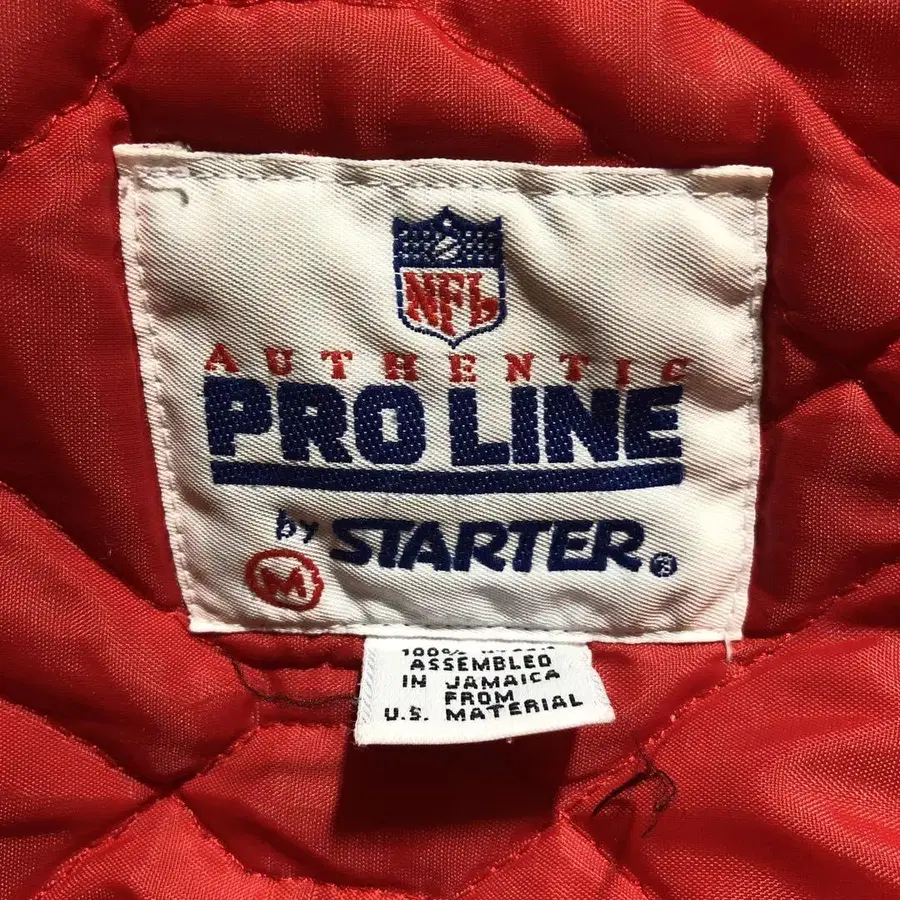 NFL
AUTHENTIC
PRO LINE
by STARTER®
M
100%
ASSEMBLED
IN JAMAICA
FROM
U.S. MATERIAL